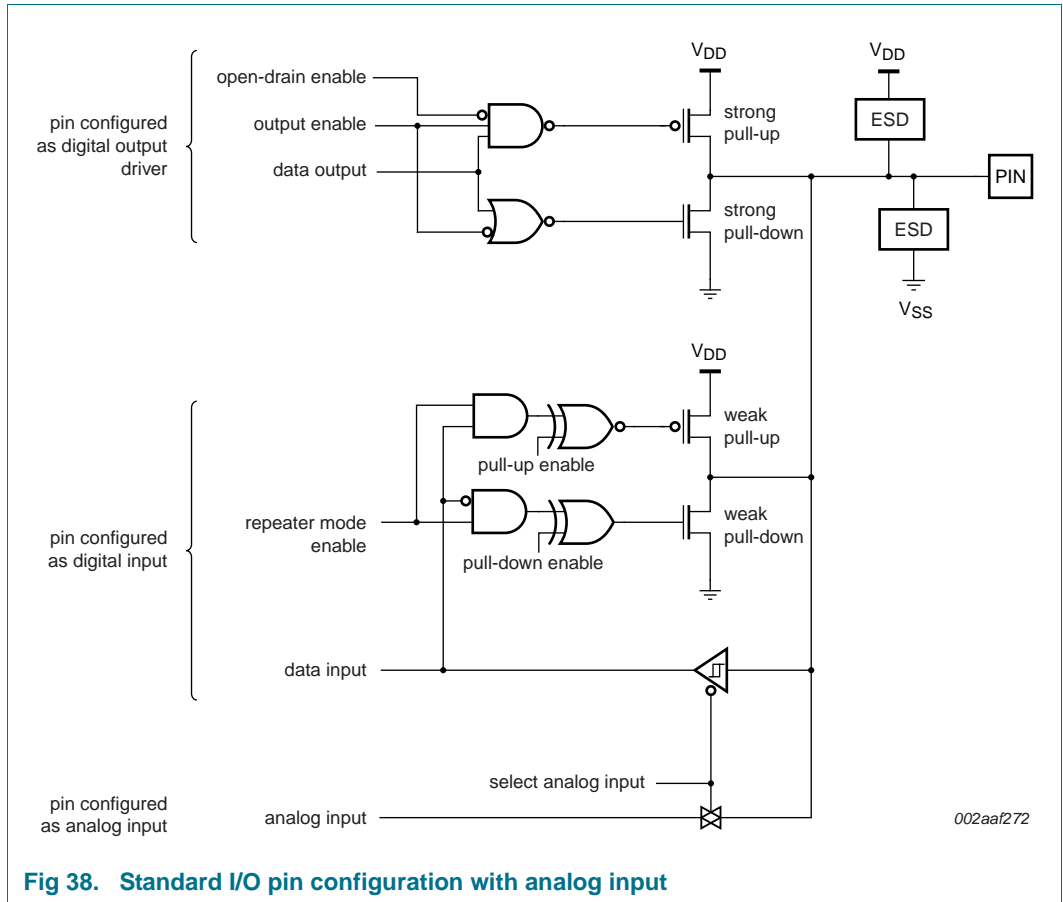 open-drain enable
output enable
data output
pin configured
as digital output
driver
VDD
strong
pull-up
strong
pull-down
VDD
ESD
PIN
ESD
VSS
VDD
weak
pull-up
pull-up enable
repeater mode
enable
pull-down enable
weak
pull-down
pin configured
as digital input
data input
select analog input
pin configured
as analog input
analog input
002aaf272
Fig 38. Standard I/O pin configuration with analog input